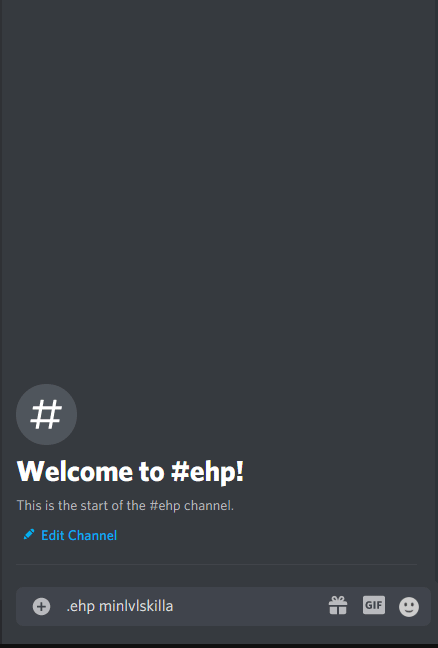 #
Welcome to #ehp!
This is the start of the #ehp channel.
Edit Channel
.ehp minlvlskilla
GIF